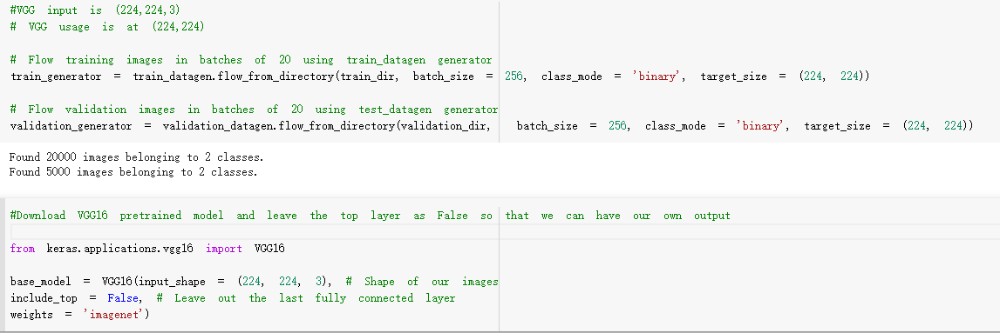 #VGG input is (224,224,3)
# VGG usage is at (224,224)
# Flow training images in batches of 20 using train_datagen generator
train_generator = train_datagen.flow_from_directory(train_dir, batch_size = 256, class_mode = 'binary', target_size = (224, 224))
# Flow validation images in batches of 20 using test_datagen generator
validation_generator = validation_datagen.flow_from_directory(validation_dir, batch_size = 256, class_mode = 'binary', target_size = (224, 224))
Found 20000 images belonging to 2 classes.
Found 5000 images belonging to 2 classes.
#Download VGG16 pretrained model and leave the top layer as False so that we can have our own output
from keras.applications.vgg16 import VGG16
base_model = VGG16(input_shape = (224, 224, 3), # Shape of our images
include_top = False, # Leave out the last fully connected layer
weights = 'imagenet')